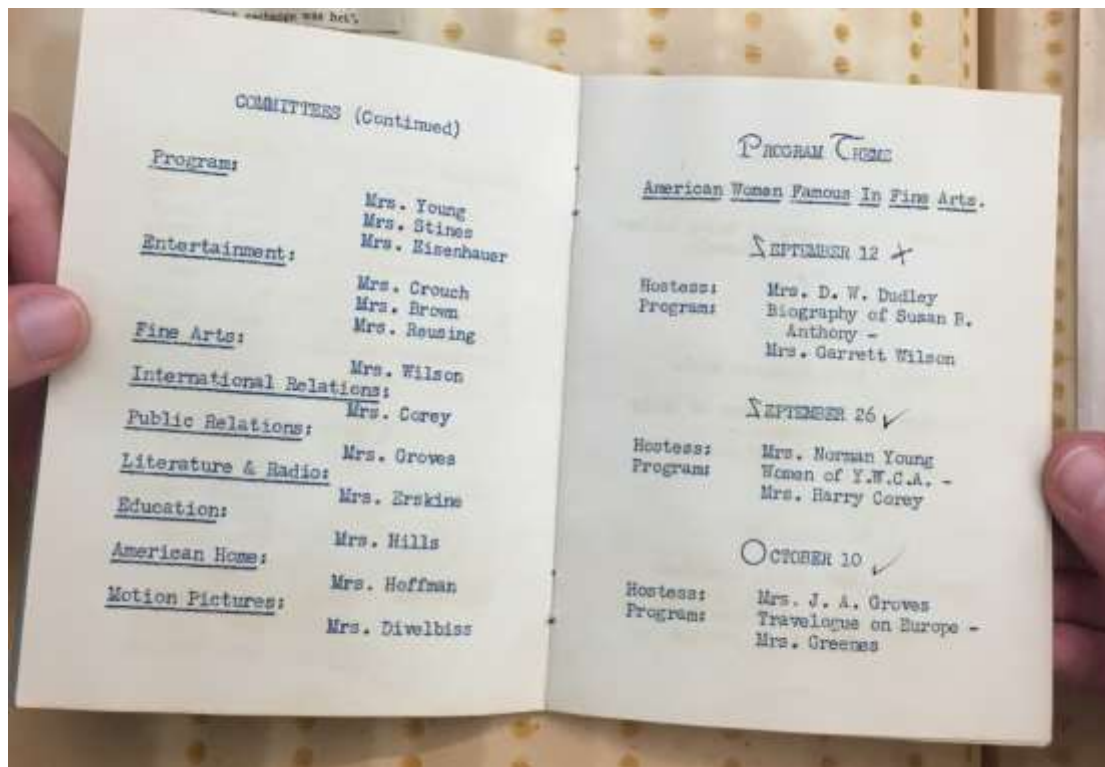 COMMITTESS (Continued)
Program:
Mrs. Young
Mrs. Stines
Mrs. Eisenhauer
Entertainment:
Mrs. Crouch
Mrs. Brown
Mrs. Reusing
Fine Arts:
Mrs. Wilson
International Relations:
Mrs. Corey
Public Relations:
Mrs. Groves
Literature & Radio:
Mrs. Erskine
Education:
Mrs. Hills
American Home:
Mrs. Hoffman
Motion Pictures:
Mrs. Divelbiss
PROGRAM THEME
American Women Famous In Fine Arts.
SEPTEMBER 12
Hostess: Mrs. D. W. Dudley
Program: Biography of Susan B.
Anthony -
Mrs. Garrett Wilson
SEPTEMBER 26
Hostess: Mrs. Norman Young
Program: Women of Y.W.C.A. -
Mrs. Harry Corey
OCTOBER 10
Hostess: Mrs. J. A. Groves
Program: Travelogue on Europe -
Mrs. Greenes